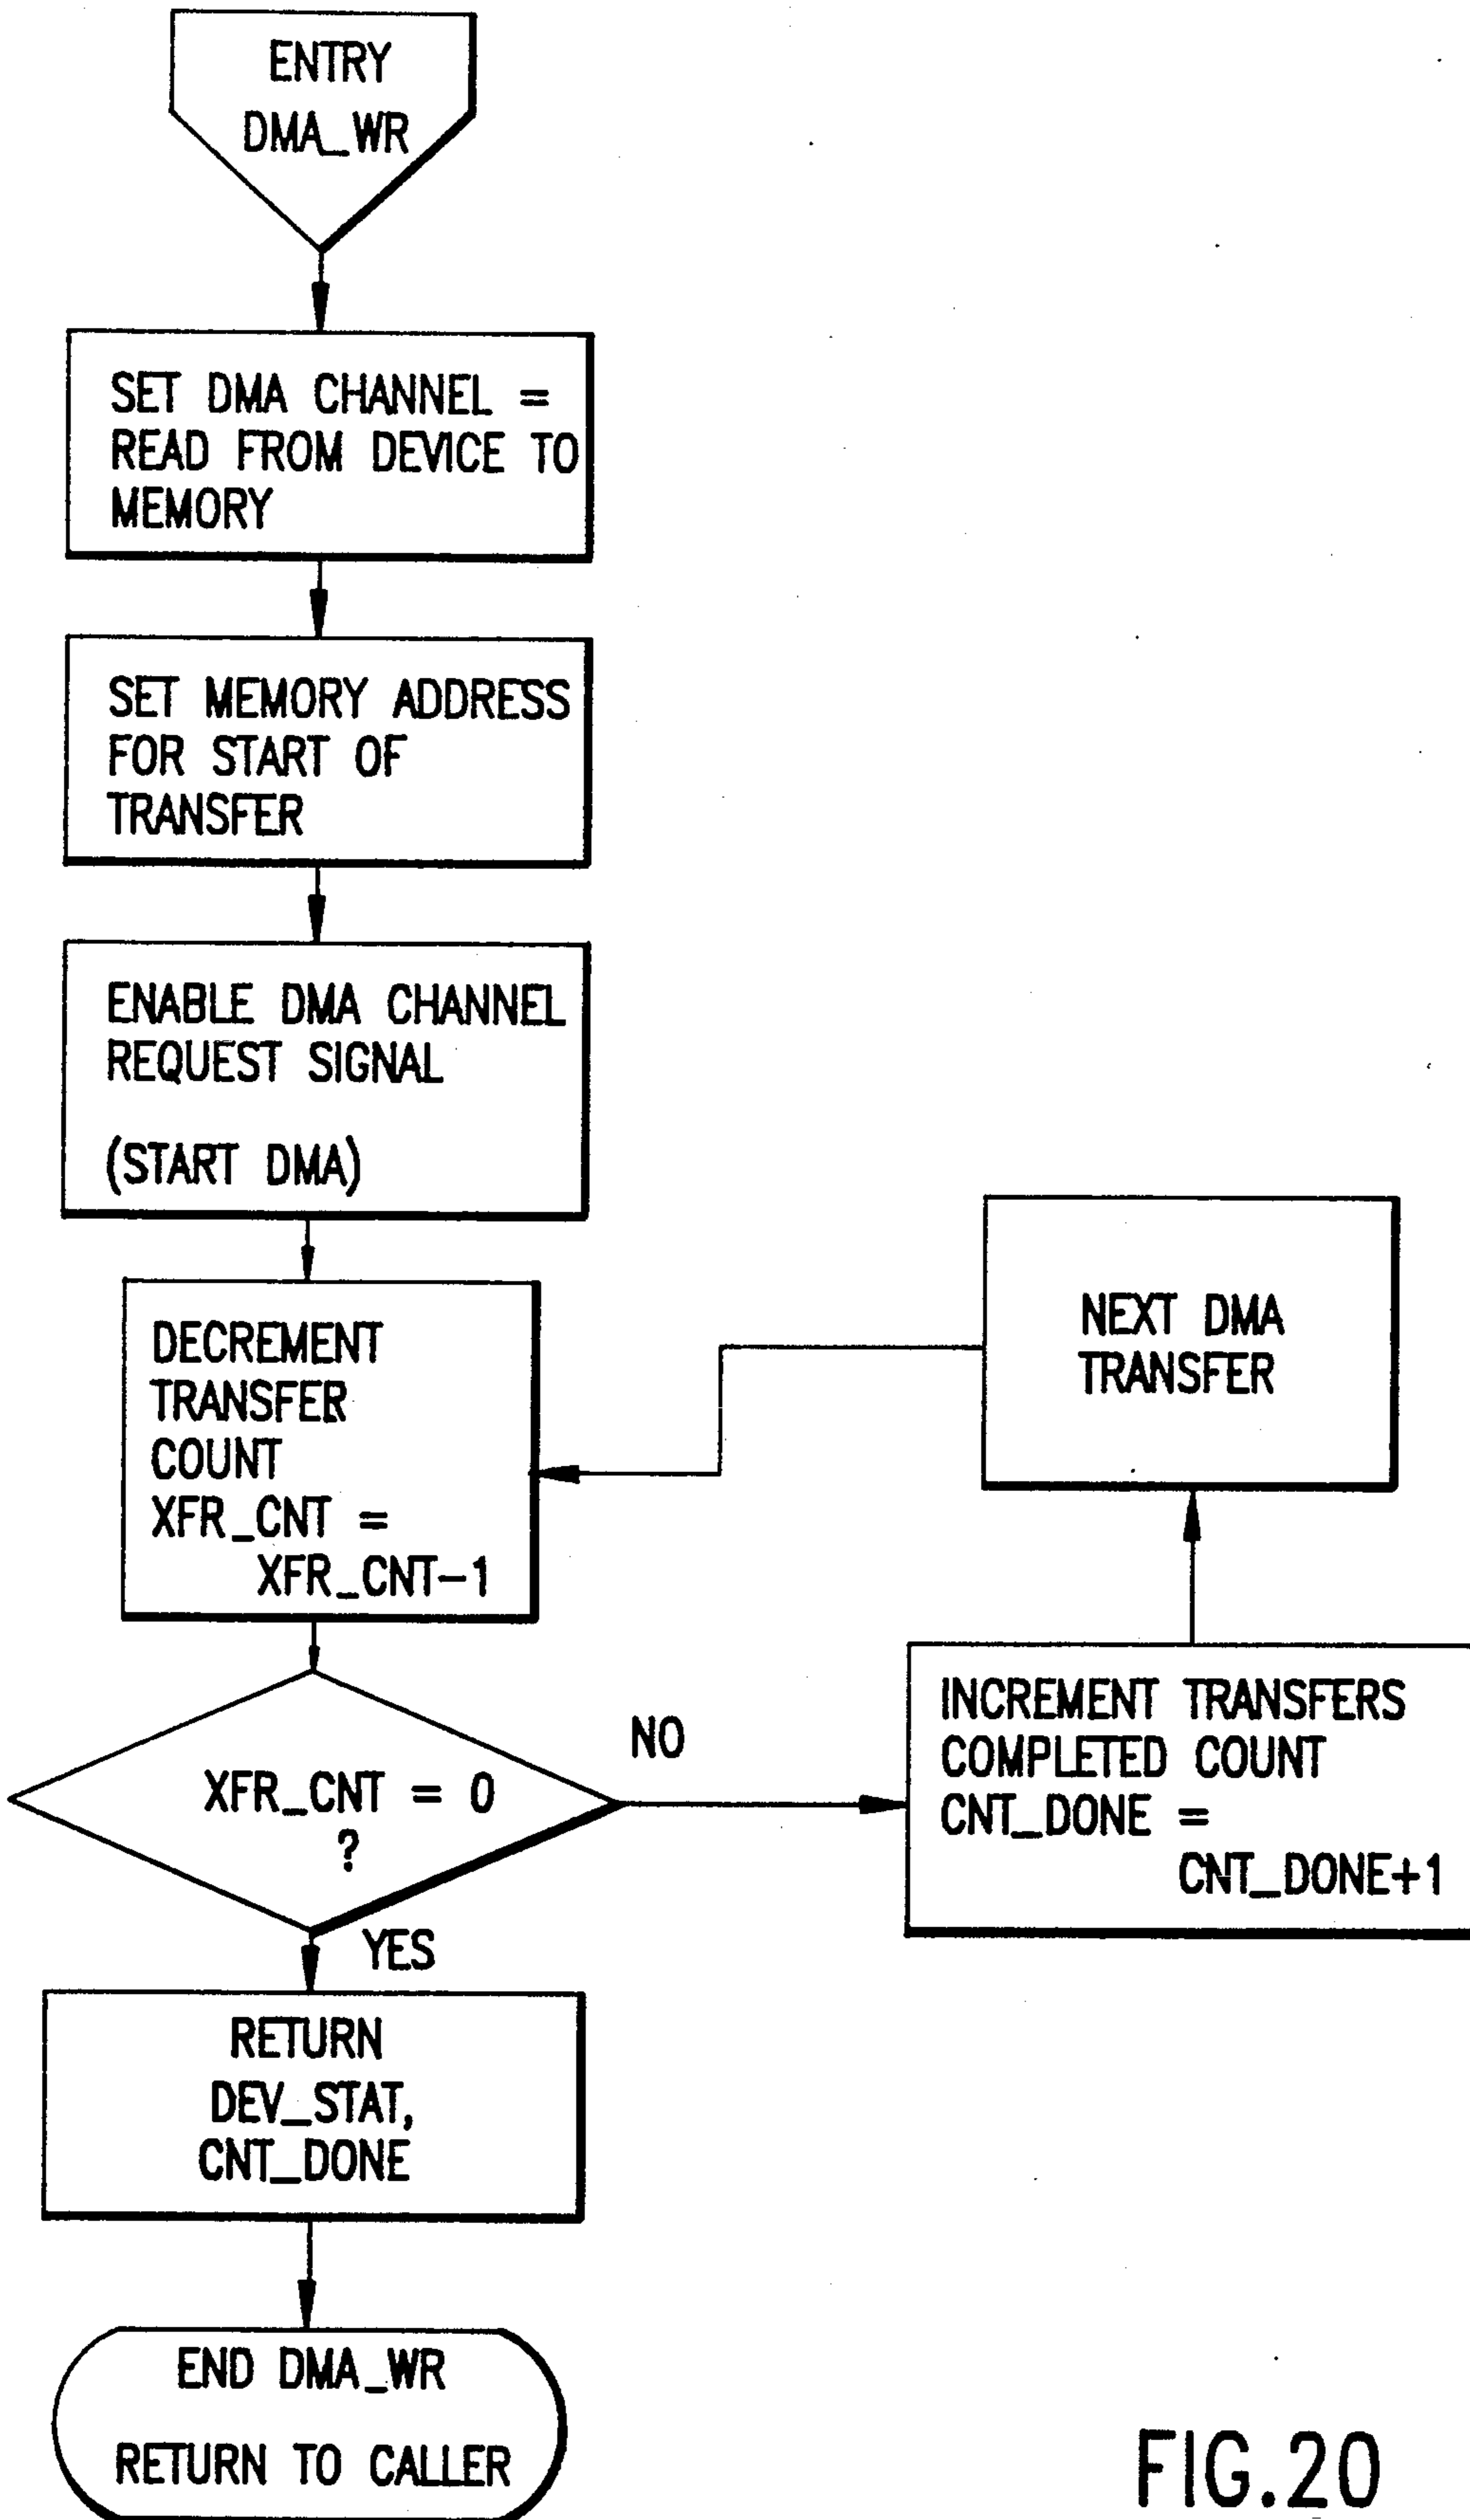 ENTRY
DMA_WR
SET DMA CHANNEL =
READ FROM DEVICE TO
MEMORY
SET MEMORY ADDRESS
FOR START OF
TRANSFER
ENABLE DMA CHANNEL
REQUEST SIGNAL
(START DMA)
DECREMENT
TRANSFER
COUNT
XFR_CNT =
XFR_CNT-1
NEXT DMA
TRANSFER
XFR_CNT = 0
?
NO
INCREMENT TRANSFERS
COMPLETED COUNT
CNT_DONE =
CNT_DONE+1
YES
RETURN
DEV_STAT,
CNT_DONE
END DMA_WR
RETURN TO CALLER
FIG.20